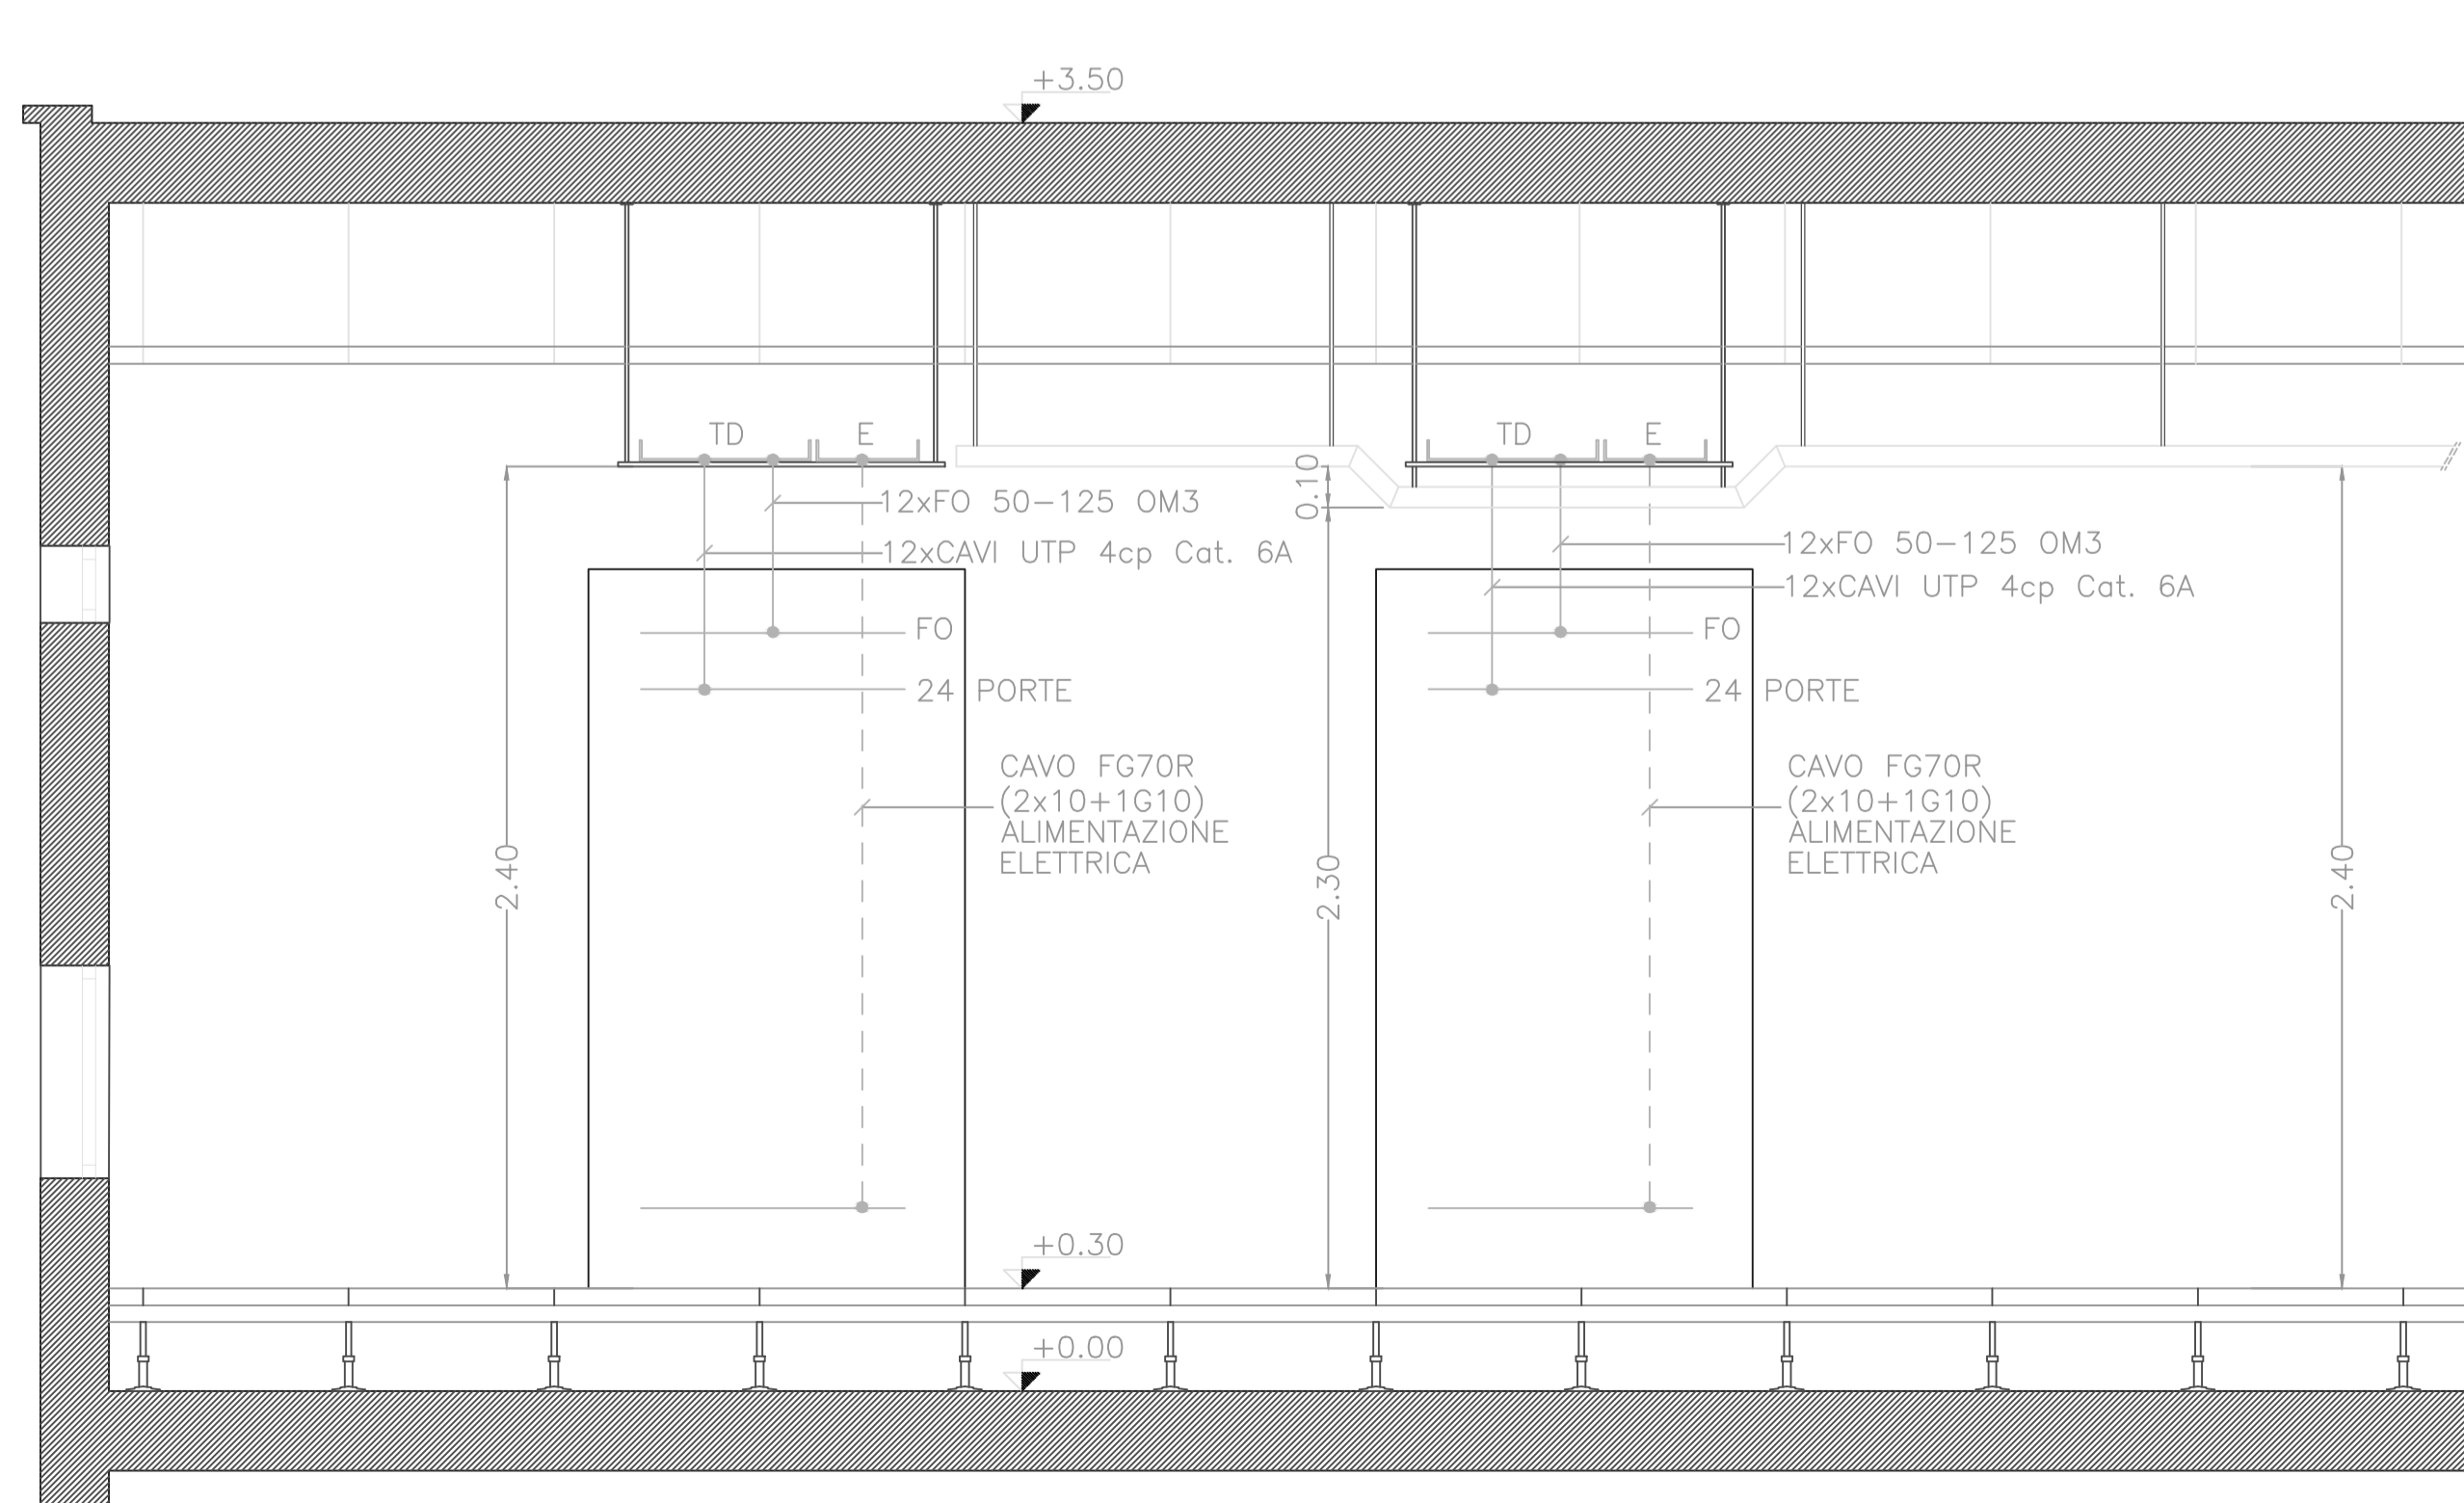 +3.50
TD E
TD E
0.10
12xFO 50-125 OM3
12xCAVI UTP 4cp Cat. 6A
12xFO 50-125 OM3
12xCAVI UTP 4cp Cat. 6A
FO
24 PORTE
FO
24 PORTE
CAVO FG70R
(2x10+1G10)
ALIMENTAZIONE
ELETTRICA
CAVO FG70R
(2x10+1G10)
ALIMENTAZIONE
ELETTRICA
2.40
2.30
2.40
+0.30
+0.00